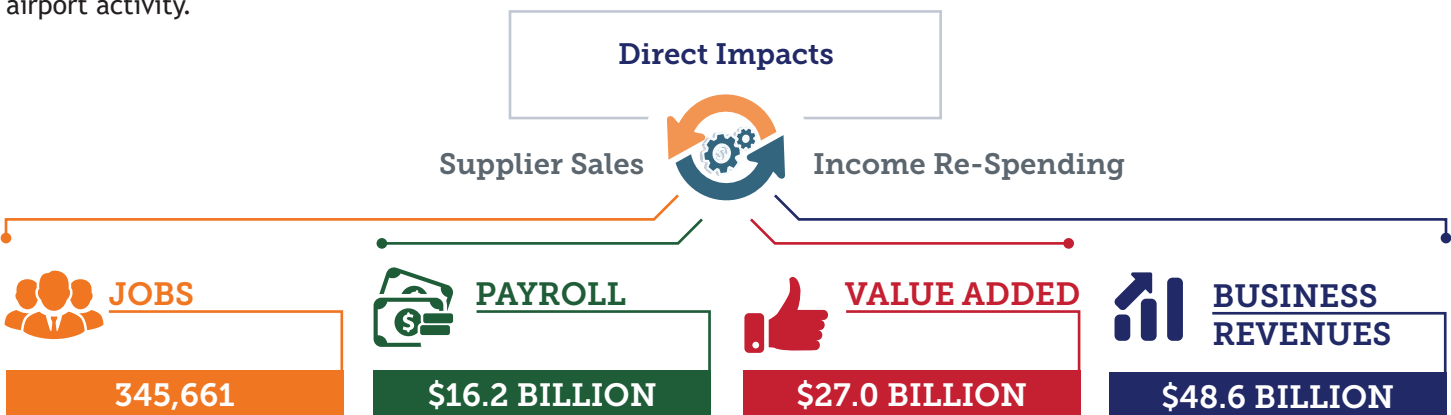 airport activity.
Direct Impacts
Supplier Sales
Income Re-Spending
JOBS
345,661
PAYROLL
$16.2 BILLION
VALUE ADDED
$27.0 BILLION
BUSINESS
REVENUES
$48.6 BILLION